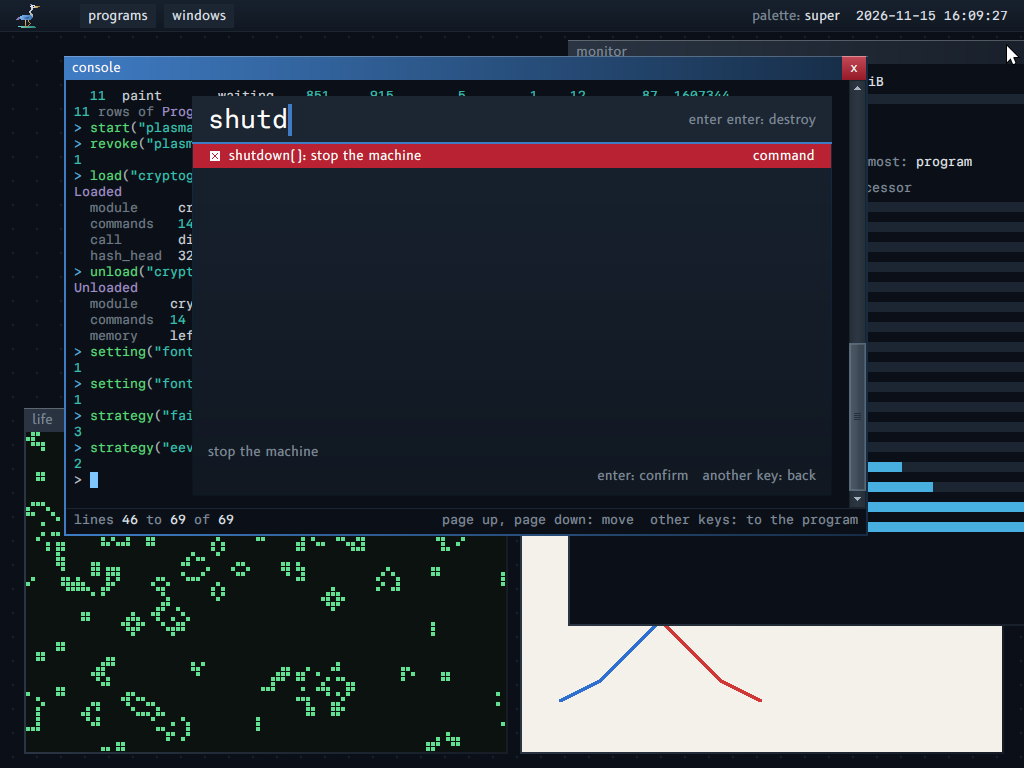 programs windows palette: super 2026-11-15 16:09:27
monitor
console x
iB
11 paint waiting 851 915 5 1 12 87 1607344
11 rows of Prog
shutd enter enter: destroy
> start("plasma
> revoke("plasm
1
shutdown[]: stop the machine command
most: program
> load("cryptog
cessor
Loaded
module cr
commands 14
call di
hash_head 32
> unload("crypt
Unloaded
module cry
commands 14
memory lef
> setting("font
1
> setting("font
1
> strategy("fai
3
life
> strategy("eev
stop the machine
2
enter: confirm another key: back
>
lines 46 to 69 of 69 page up, page down: move other keys: to the program